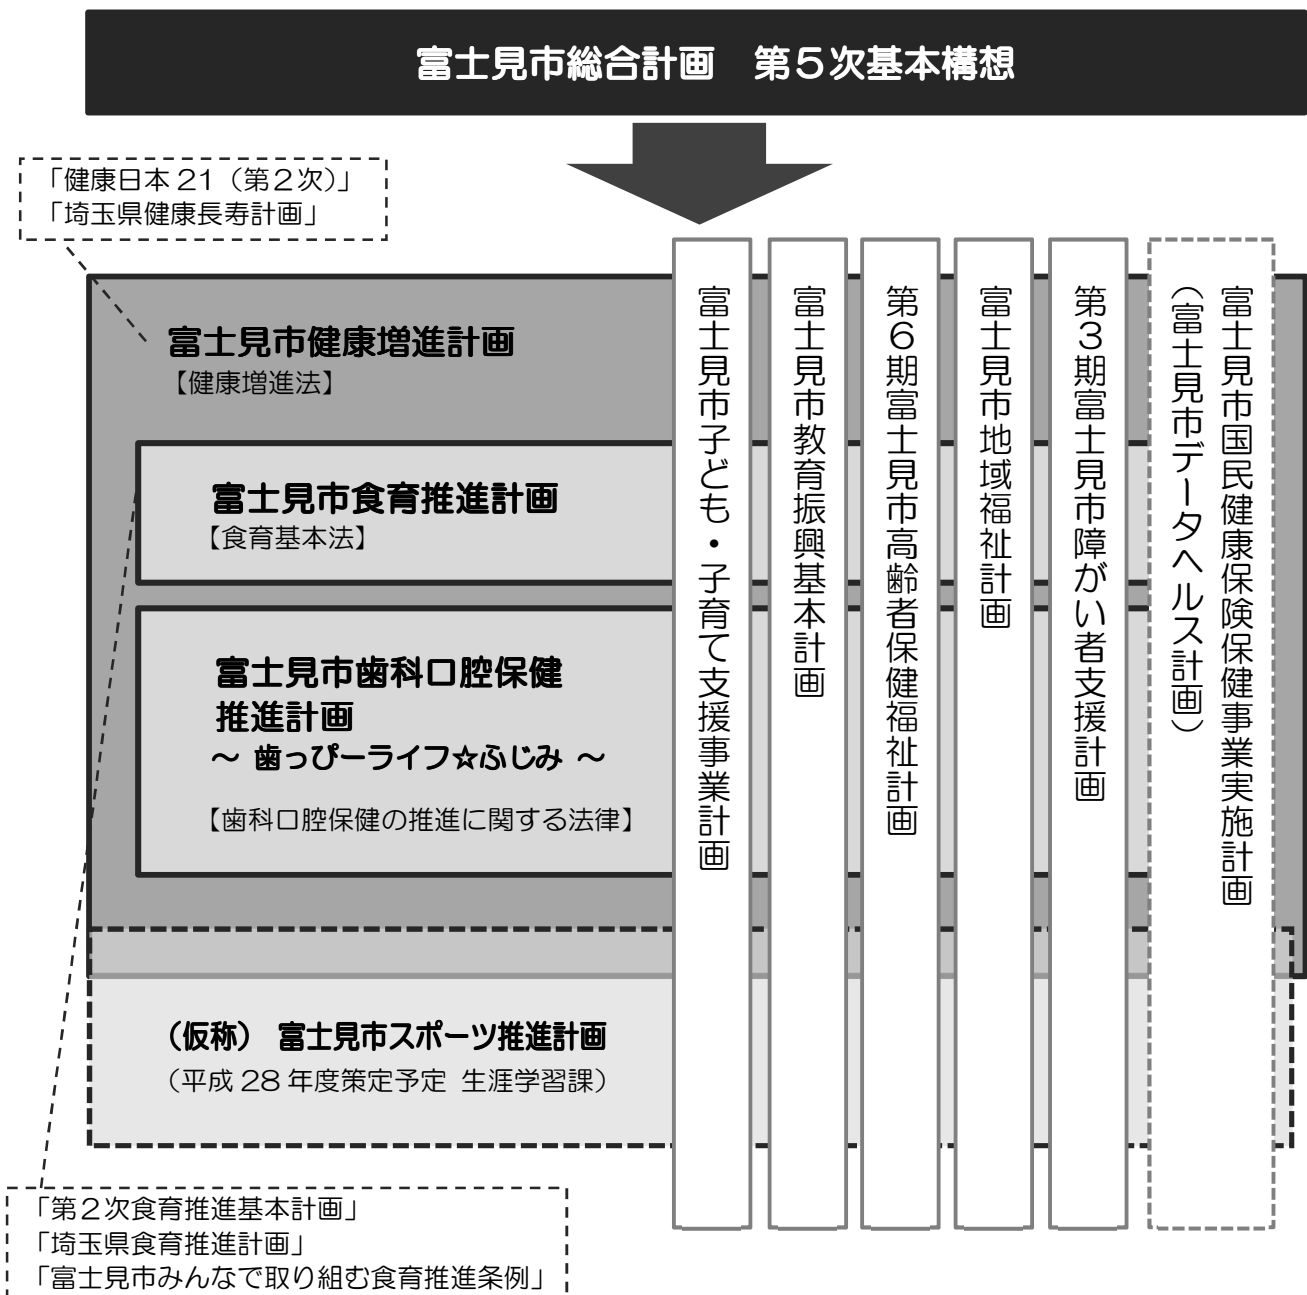 富士見市総合計画　第５次基本構想
「健康日本 21（第２次）」
「埼玉県健康長寿計画」
富士見市健康増進計画
【健康増進法】
富士見市食育推進計画
【食育基本法】
富士見市歯科口腔保健
推進計画
～ 歯っぴーライフ☆ふじみ ～
【歯科口腔保健の推進に関する法律】
（仮称） 富士見市スポーツ推進計画
（平成 28 年度策定予定 生涯学習課）
富士見市子ども・子育て支援事業計画
富士見市教育振興基本計画
第６期富士見市高齢者保健福祉計画
富士見市地域福祉計画
第３期富士見市障がい者支援計画
富士見市国民健康保険保健事業実施計画
（富士見市データヘルス計画）
「第２次食育推進基本計画」
「埼玉県食育推進計画」
「富士見市みんなで取り組む食育推進条例」